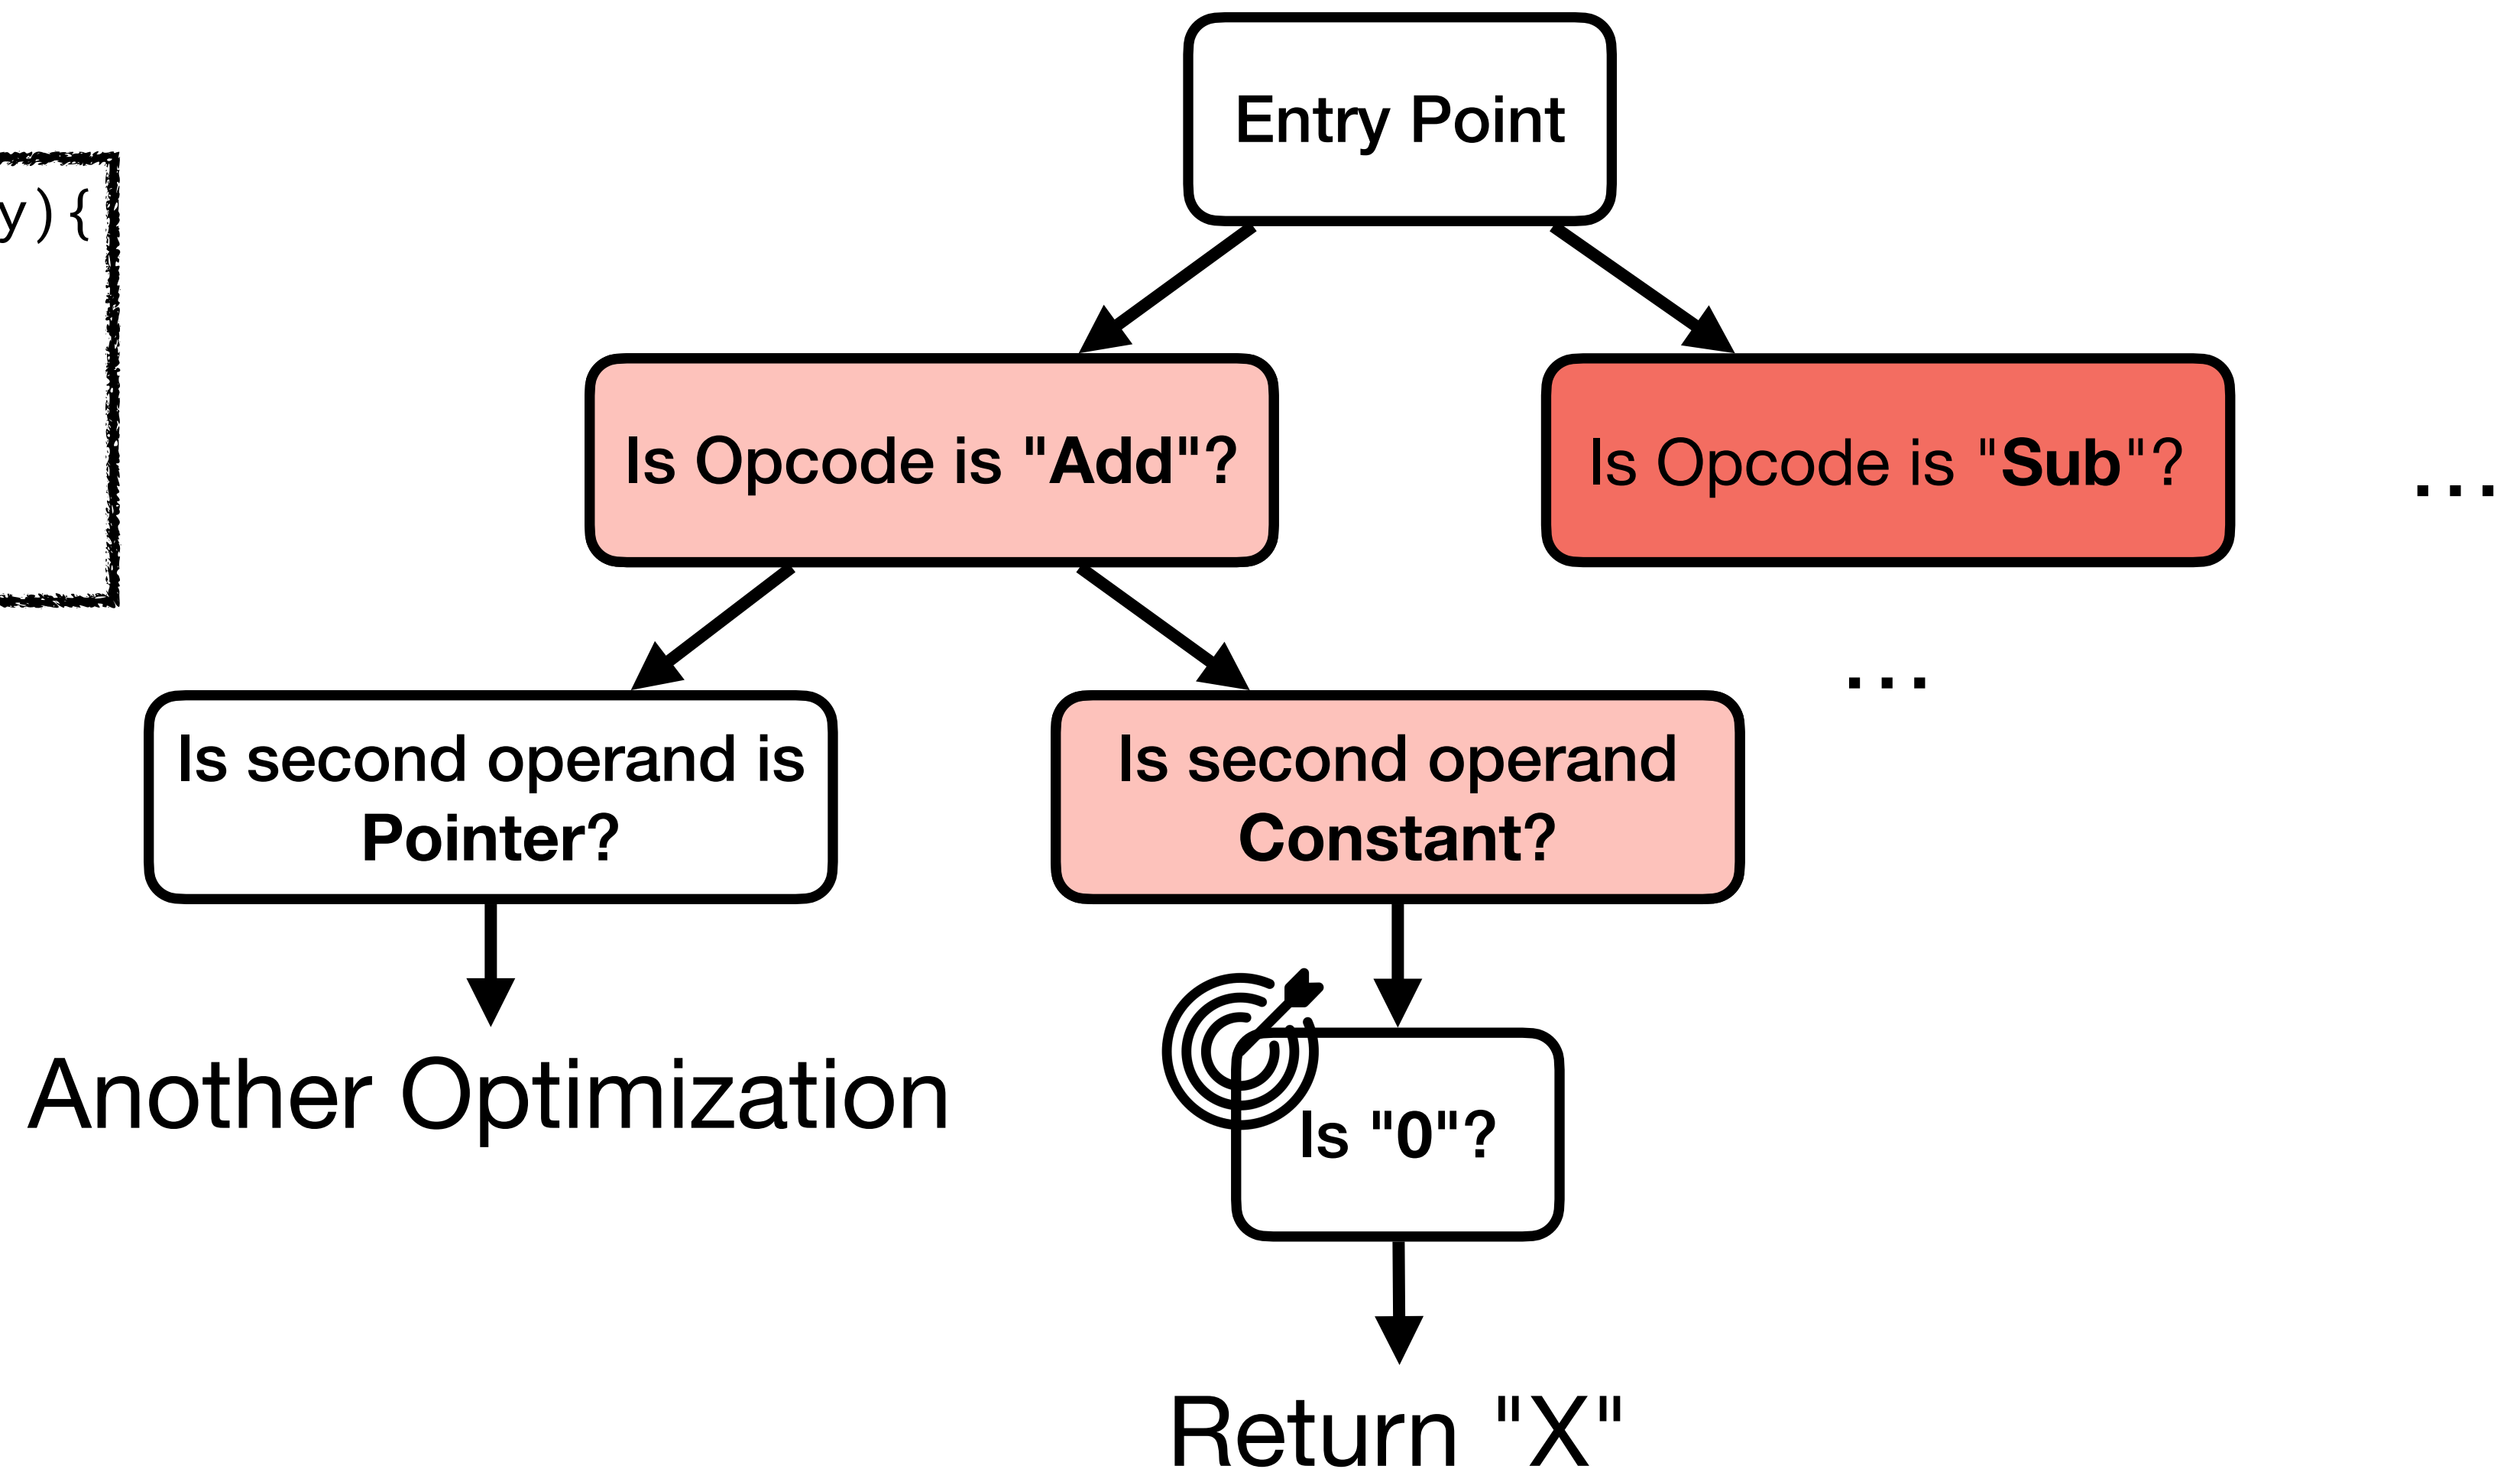 Entry Point
y){
Is Opcode is "Add"?
Is Opcode is "Sub"?
...
...
Is second operand is
Pointer?
Is second operand
Constant?
Another Optimization
Is "0"?
Return "X"